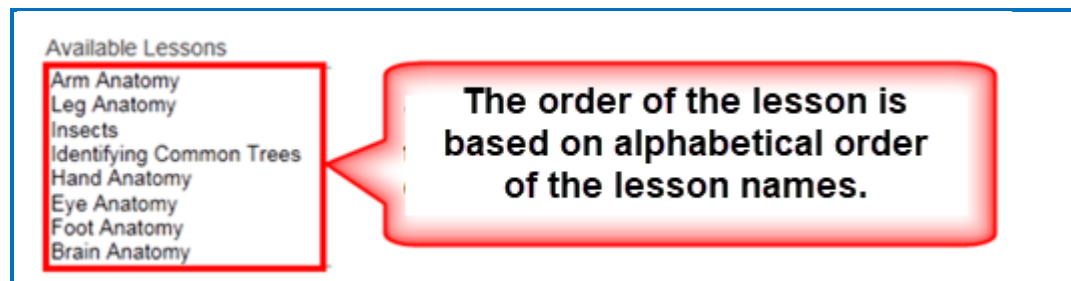 Available Lessons
Arm Anatomy
Leg Anatomy
Insects
Identifying Common Trees
Hand Anatomy
Eye Anatomy
Foot Anatomy
Brain Anatomy
The order of the lesson is
based on alphabetical order
of the lesson names.